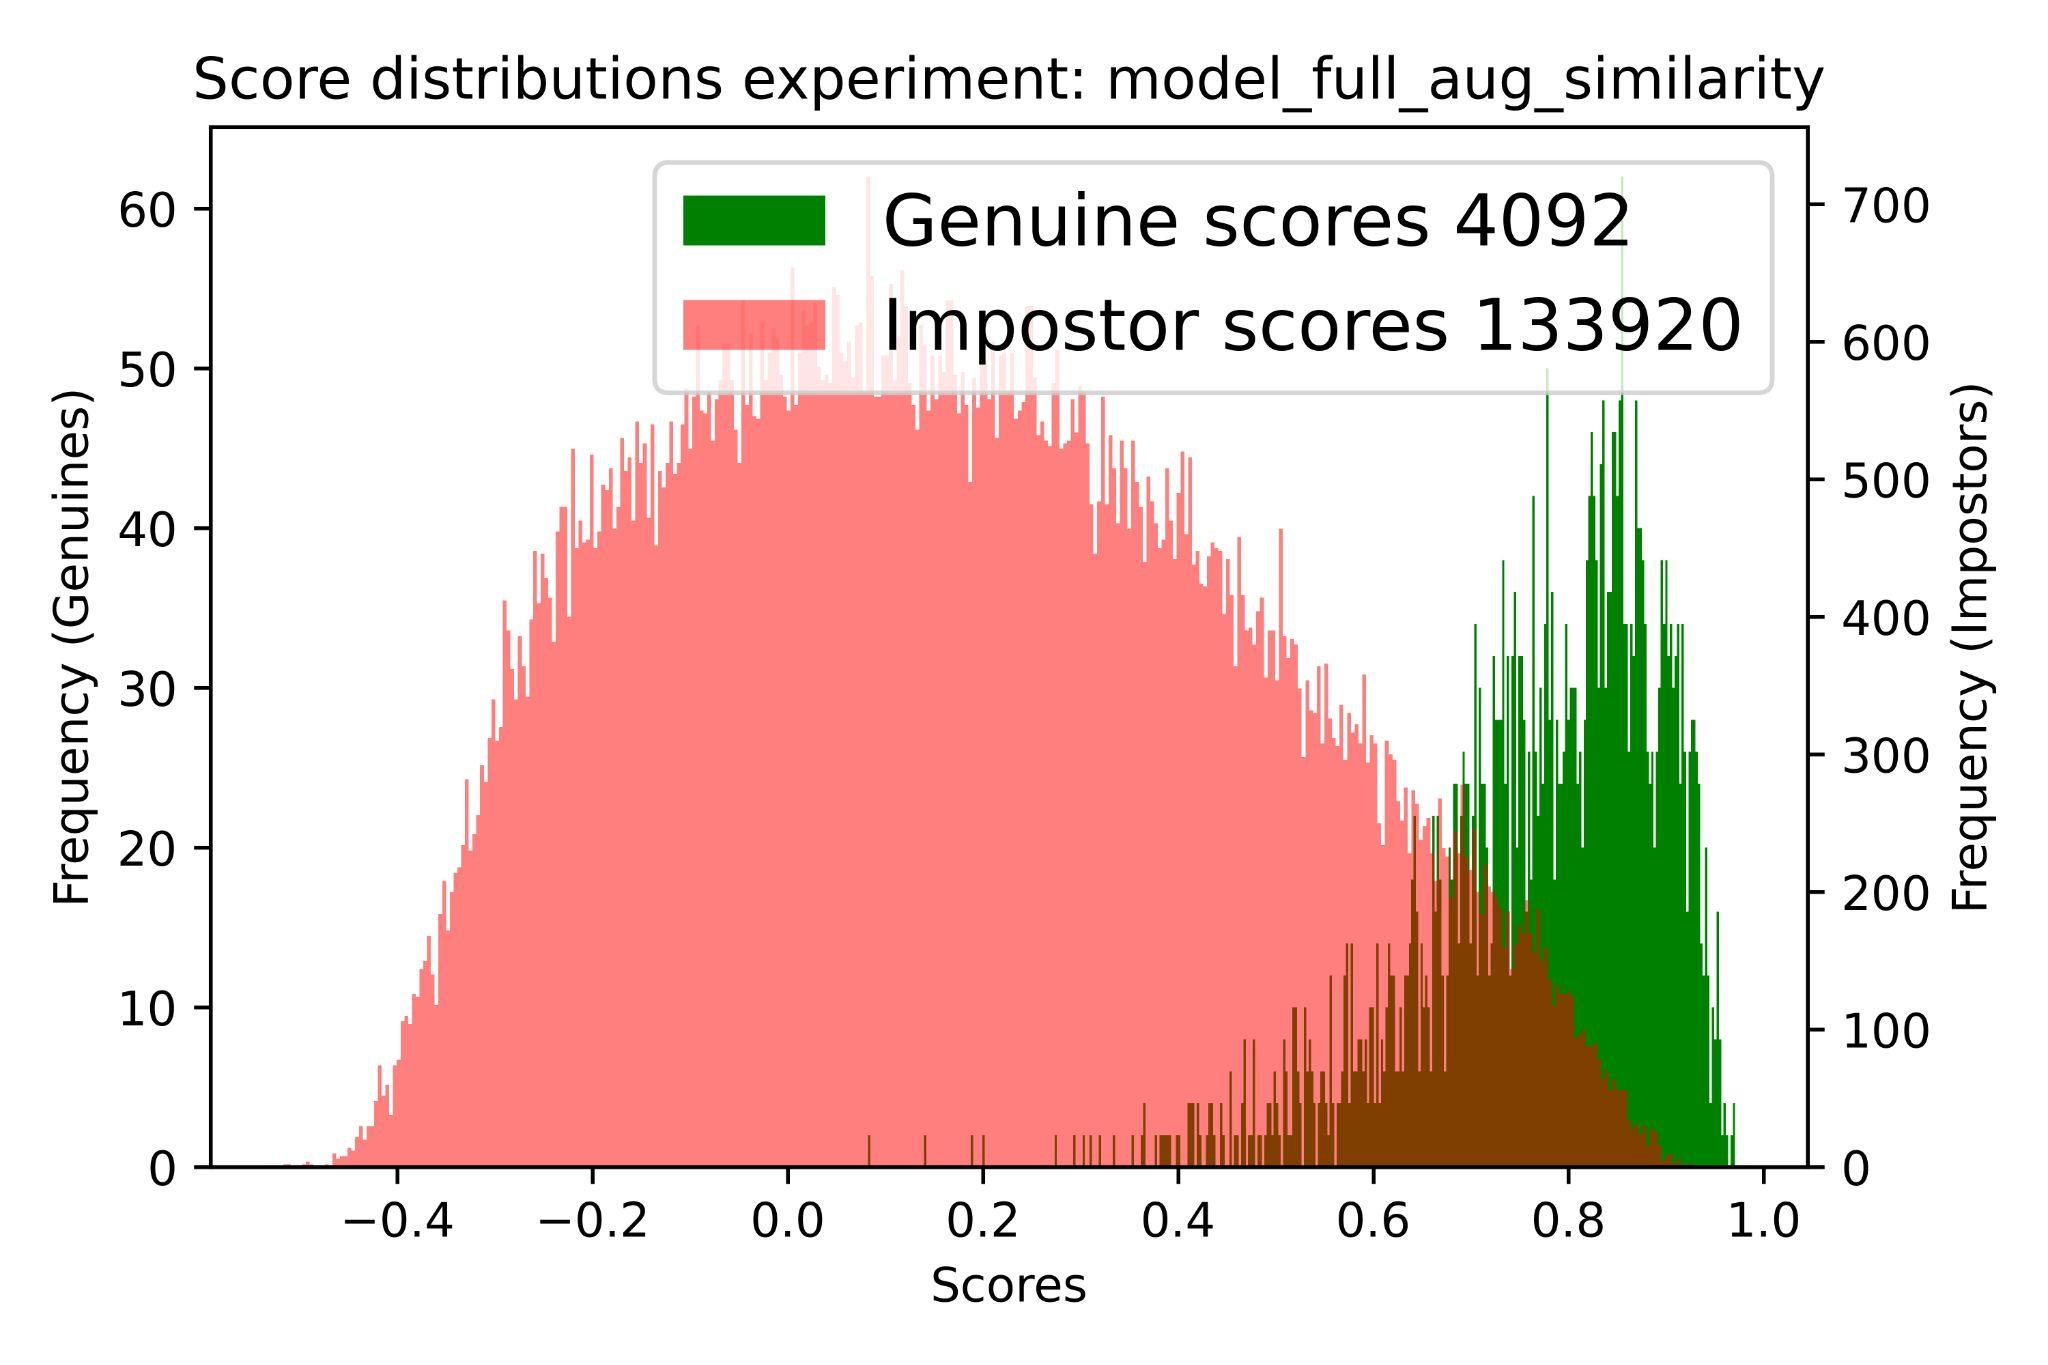 Score distributions experiment: model_full_aug_similarity
Genuine scores 4092
Impostor scores 133920
Frequency (Genuines)
60
50
40
30
20
10
0
700
600
500
400
300
200
100
0
Frequency (Impostors)
−0.4 −0.2 0.0 0.2 0.4 0.6 0.8 1.0
Scores